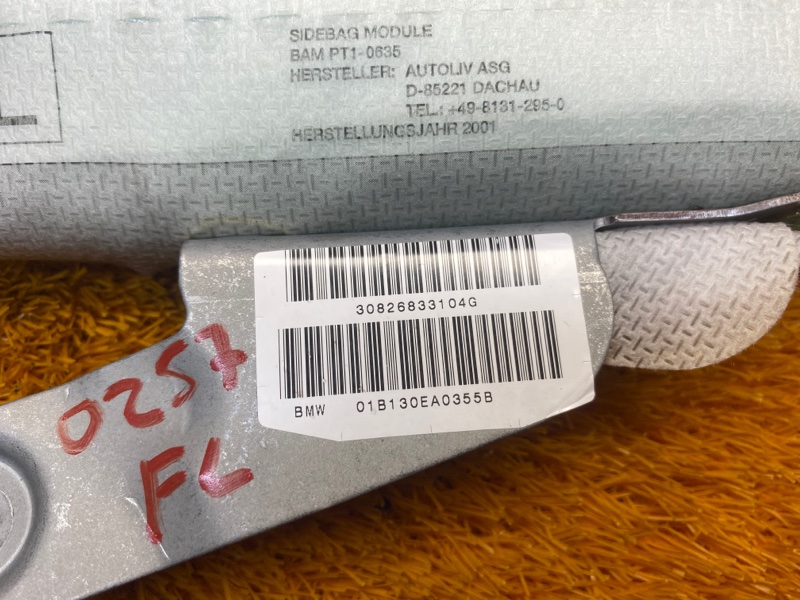 SIDEBAG MODULE
BAM PT1-0635
HERSTELLER: AUTOLIV ASG
D-85221 DACHAU
TEL.: +49-8131-295-0
HERSTELLUNGSJAHR 2001
30826833104G
BMW 01B130EA0355B
0257
FL